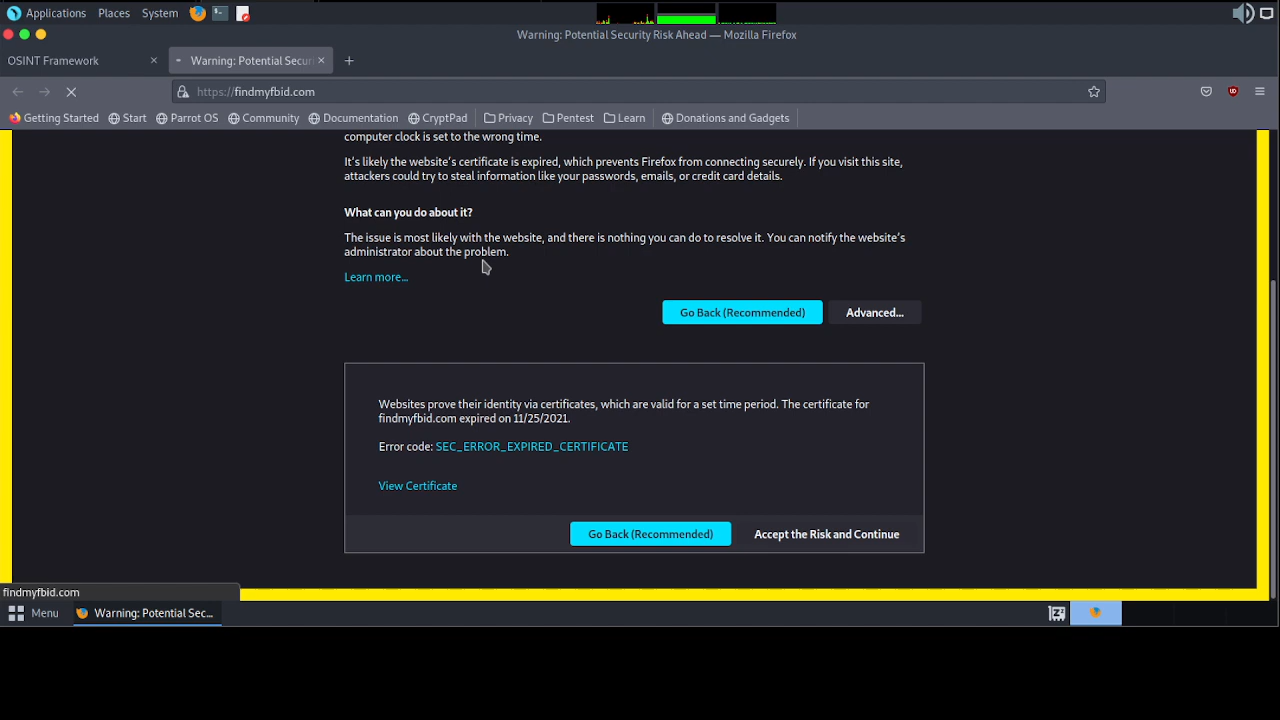 Applications Places System
Warning: Potential Security Risk Ahead — Mozilla Firefox
OSINT Framework × Warning: Potential Securi × +
https://findmyfbid.com
Getting Started Start Parrot OS Community Documentation CryptPad Privacy Pentest Learn Donations and Gadgets
computer clock is set to the wrong time.
It’s likely the website’s certificate is expired, which prevents Firefox from connecting securely. If you visit this site,
attackers could try to steal information like your passwords, emails, or credit card details.
What can you do about it?
The issue is most likely with the website, and there is nothing you can do to resolve it. You can notify the website’s
administrator about the problem.
Learn more…
Go Back (Recommended) Advanced...
Websites prove their identity via certificates, which are valid for a set time period. The certificate for
findmyfbid.com expired on 11/25/2021.
Error code: SEC_ERROR_EXPIRED_CERTIFICATE
View Certificate
Go Back (Recommended) Accept the Risk and Continue
findmyfbid.com
Menu Warning: Potential Sec...